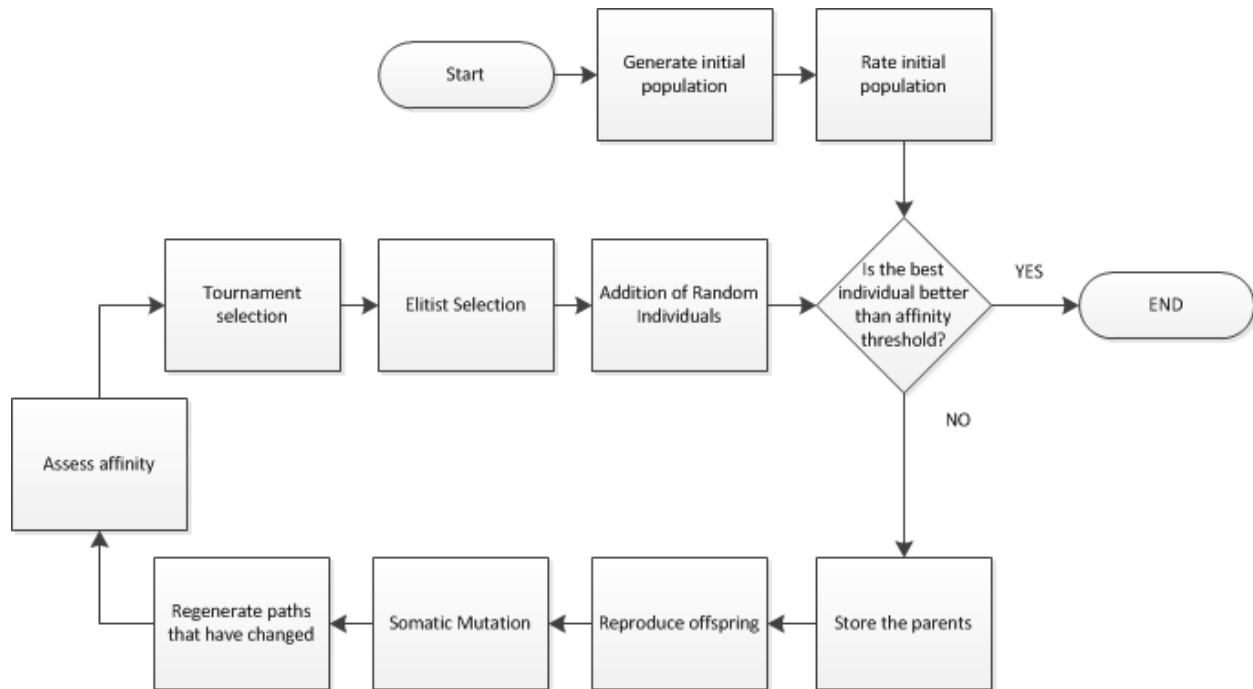 Start
Generate initial
population
Rate initial
population
Tournament
selection
Elitist Selection
Addition of Random
Individuals
Is the best
individual better
than affinity
threshold?
YES
END
NO
Assess affinity
Regenerate paths
that have changed
Somatic Mutation
Reproduce offspring
Store the parents